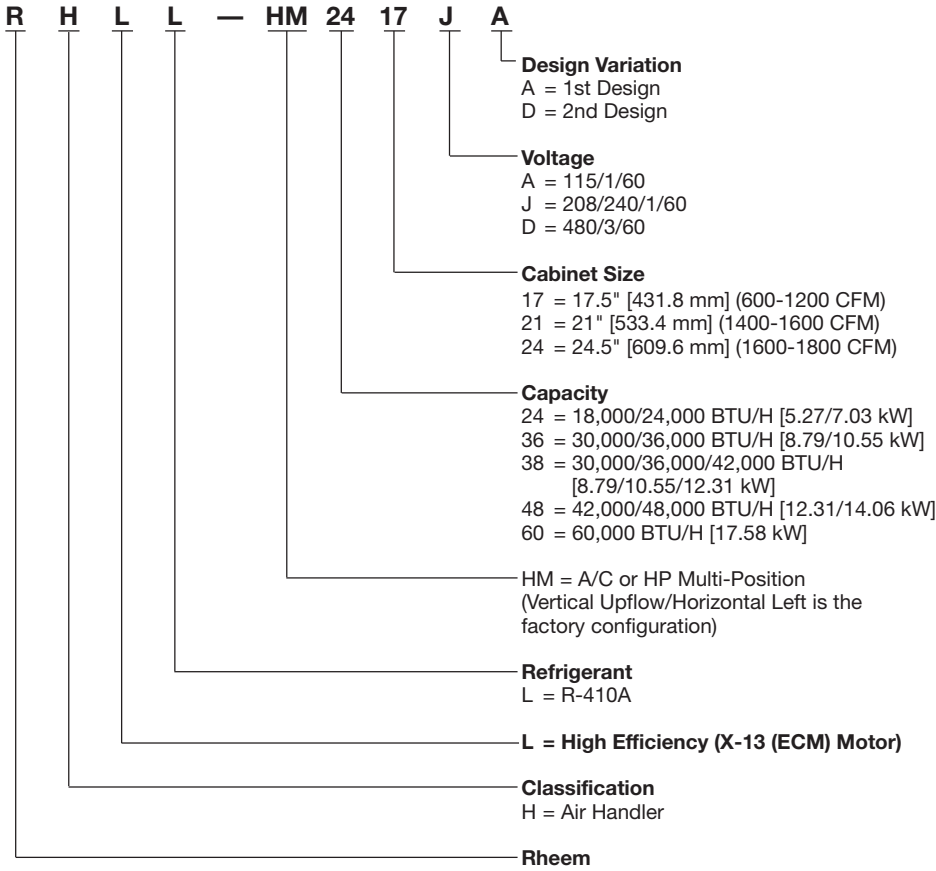 R H L L — HM 24 17 J A
Design Variation
A = 1st Design
D = 2nd Design
Voltage
A = 115/1/60
J = 208/240/1/60
D = 480/3/60
Cabinet Size
17 = 17.5" [431.8 mm] (600-1200 CFM)
21 = 21" [533.4 mm] (1400-1600 CFM)
24 = 24.5" [609.6 mm] (1600-1800 CFM)
Capacity
24 = 18,000/24,000 BTU/H [5.27/7.03 kW]
36 = 30,000/36,000 BTU/H [8.79/10.55 kW]
38 = 30,000/36,000/42,000 BTU/H
[8.79/10.55/12.31 kW]
48 = 42,000/48,000 BTU/H [12.31/14.06 kW]
60 = 60,000 BTU/H [17.58 kW]
HM = A/C or HP Multi-Position
(Vertical Upflow/Horizontal Left is the
factory configuration)
Refrigerant
L = R-410A
L = High Efficiency (X-13 (ECM) Motor)
Classification
H = Air Handler
Rheem